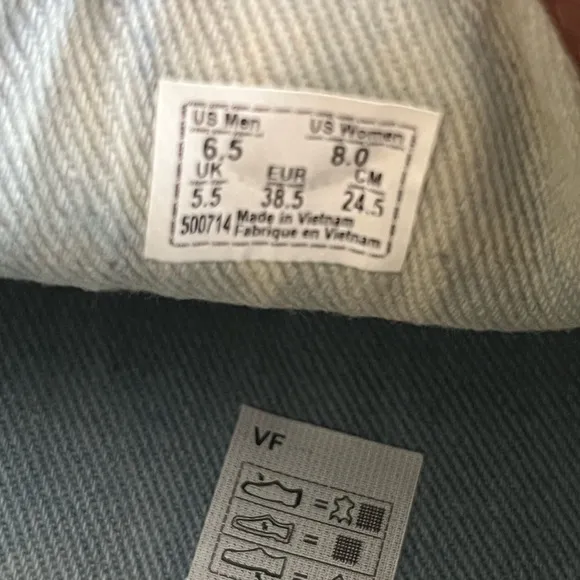 US Men US Women
6.5 8.0
UK EUR CM
5.5 38.5 24.5
500714 Made in Vietnam
Fabrique en Vietnam
VF
=
=
=